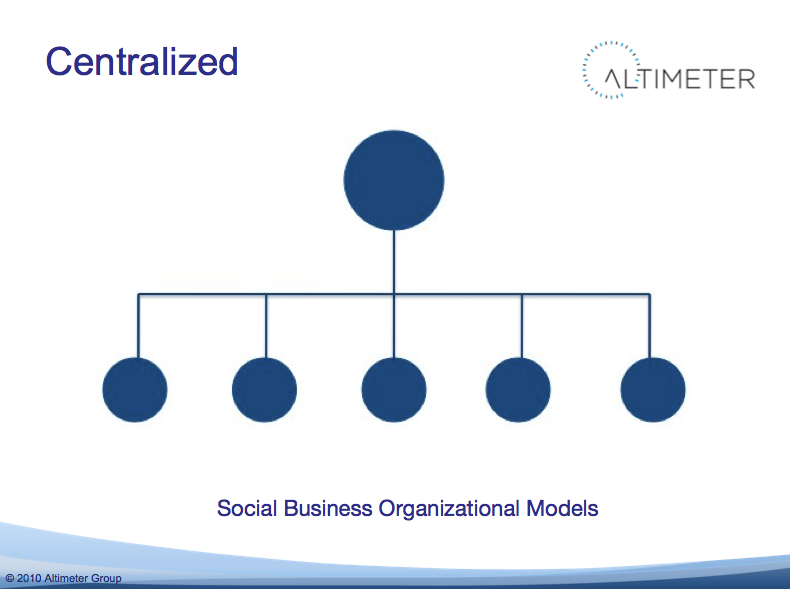 Centralized
ALTIMETER
Social Business Organizational Models
© 2010 Altimeter Group